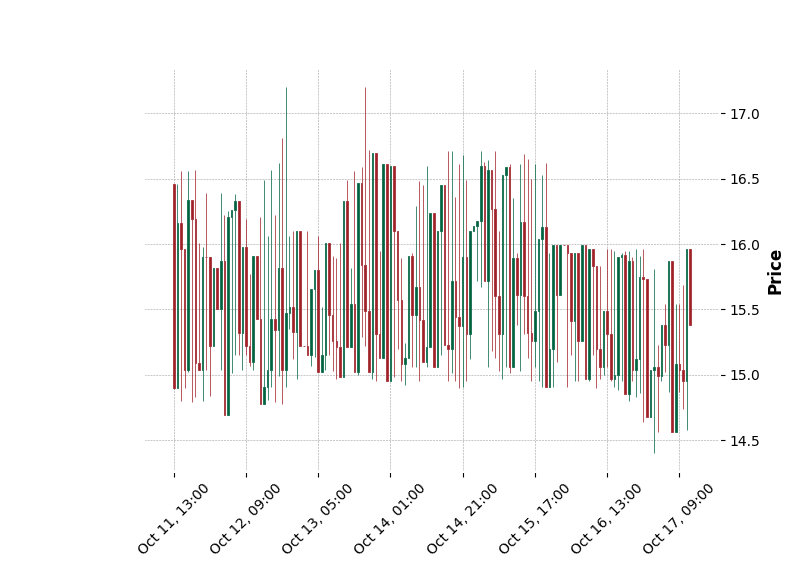 17.0
16.5
16.0
15.5
15.0
14.5
Price
Oct 11, 13:00
Oct 12, 09:00
Oct 13, 05:00
Oct 14, 01:00
Oct 14, 21:00
Oct 15, 17:00
Oct 16, 13:00
Oct 17, 09:00